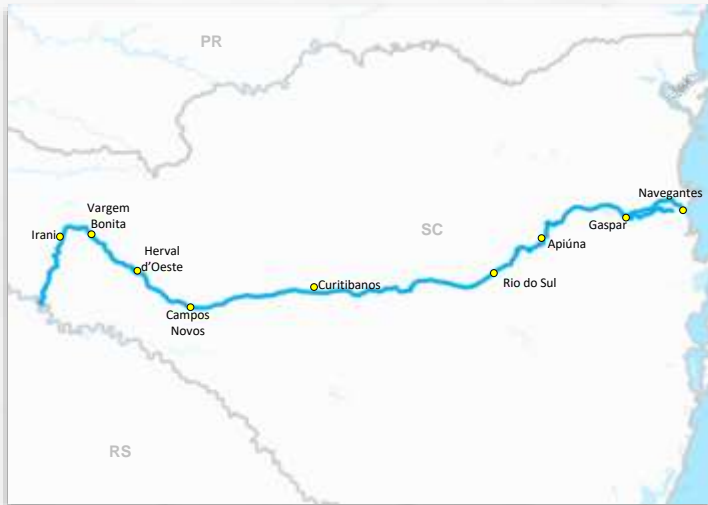 PR
Navegantes
Vargem
Bonita
Gaspar
SC
Irani
Apiúna
Herval
d'Oeste
Rio do Sul
Curitibanos
Campos
Novos
RS